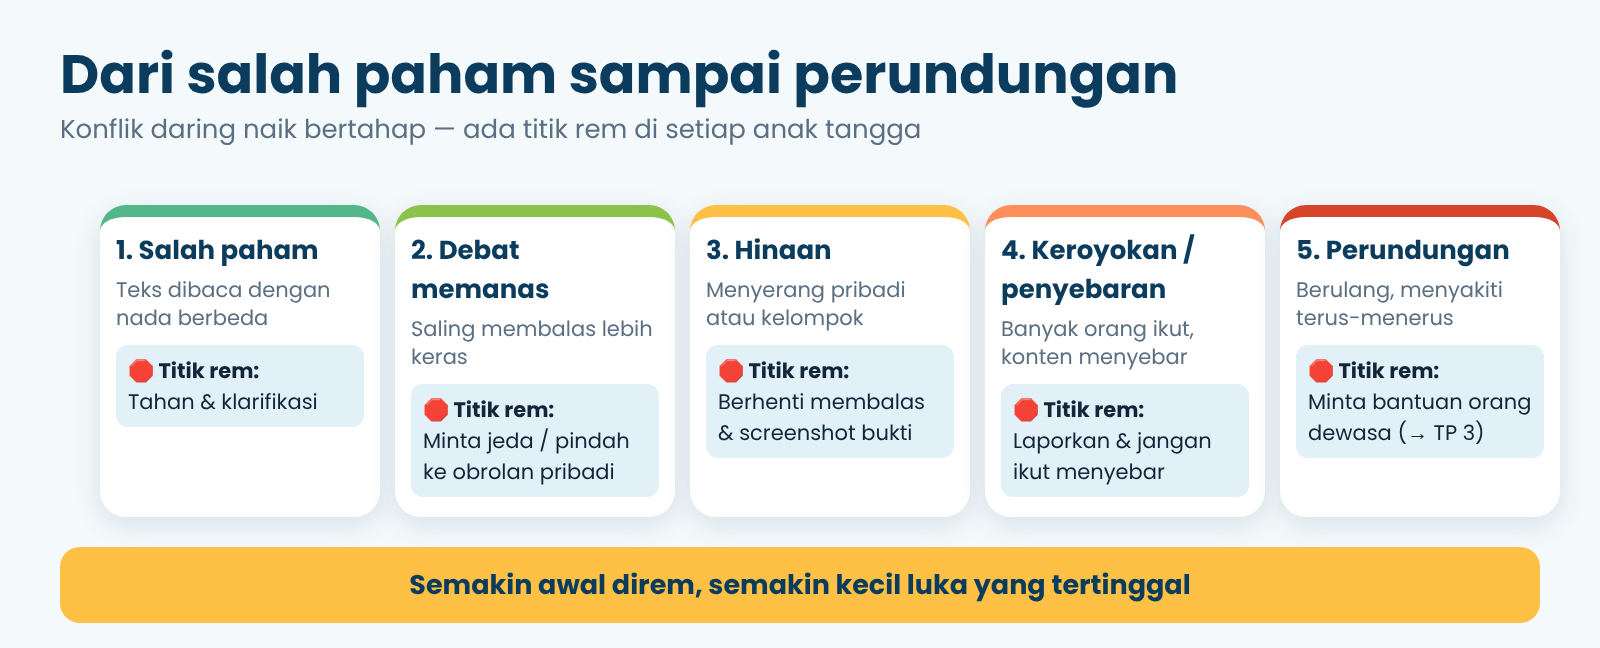 Dari salah paham sampai perundungan
Konflik daring naik bertahap — ada titik rem di setiap anak tangga
1. Salah paham
Teks dibaca dengan
nada berbeda
🛑 Titik rem:
Tahan & klarifikasi
2. Debat
memanas
Saling membalas lebih
keras
🛑 Titik rem:
Minta jeda / pindah
ke obrolan pribadi
3. Hinaan
Menyerang pribadi
atau kelompok
🛑 Titik rem:
Berhenti membalas
& screenshot bukti
4. Keroyokan /
penyebaran
Banyak orang ikut,
konten menyebar
🛑 Titik rem:
Laporkan & jangan
ikut menyebar
5. Perundungan
Berulang, menyakiti
terus-menerus
🛑 Titik rem:
Minta bantuan orang
dewasa (→ TP 3)
Semakin awal direm, semakin kecil luka yang tertinggal